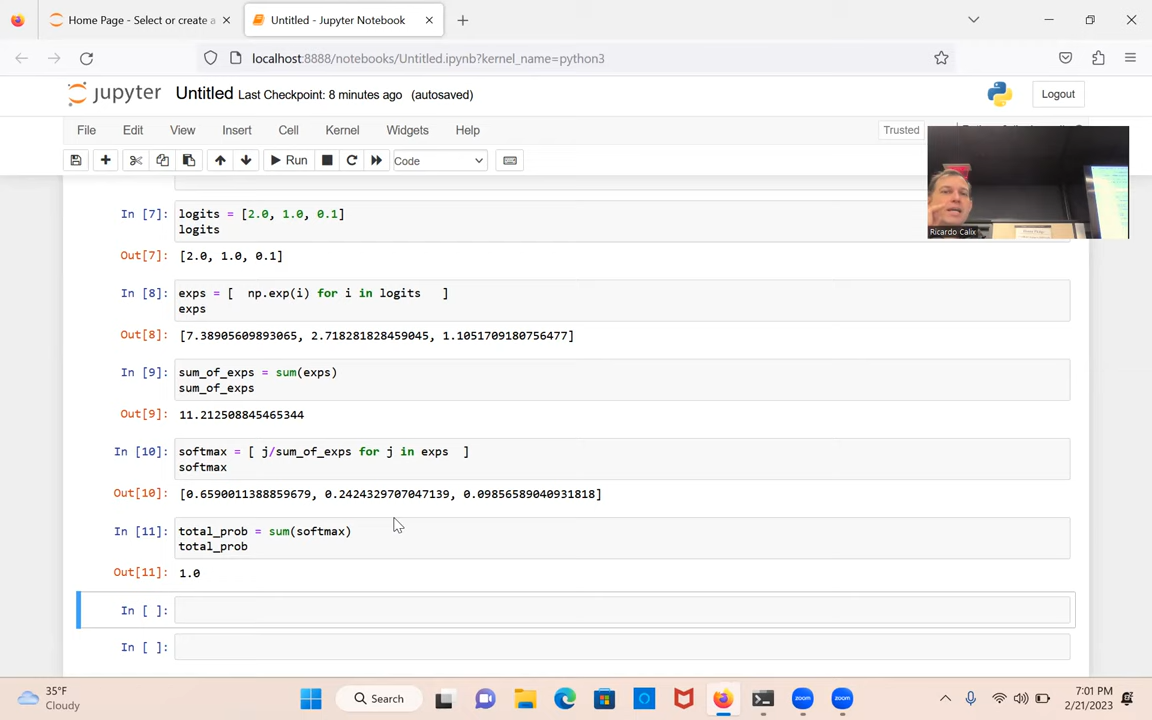 Home Page - Select or create a
Untitled - Jupyter Notebook
localhost:8888/notebooks/Untitled.ipynb?kernel_name=python3
jupyter Untitled Last Checkpoint: 8 minutes ago (autosaved)
Logout
File Edit View Insert Cell Kernel Widgets Help
Trusted
Run
Code
In [7]: logits = [2.0, 1.0, 0.1]
logits
Out[7]: [2.0, 1.0, 0.1]
In [8]: exps = [ np.exp(i) for i in logits ]
exps
Out[8]: [7.38905609893065, 2.718281828459045, 1.1051709180756477]
In [9]: sum_of_exps = sum(exps)
sum_of_exps
Out[9]: 11.212508845465344
In [10]: softmax = [ j/sum_of_exps for j in exps ]
softmax
Out[10]: [0.6590011388859679, 0.2424329707047139, 0.09856589040931818]
In [11]: total_prob = sum(softmax)
total_prob
Out[11]: 1.0
In [ ]:
In [ ]:
Ricardo Calix
35°F
Cloudy
Search
zoom
zoom
7:01 PM
2/21/2023